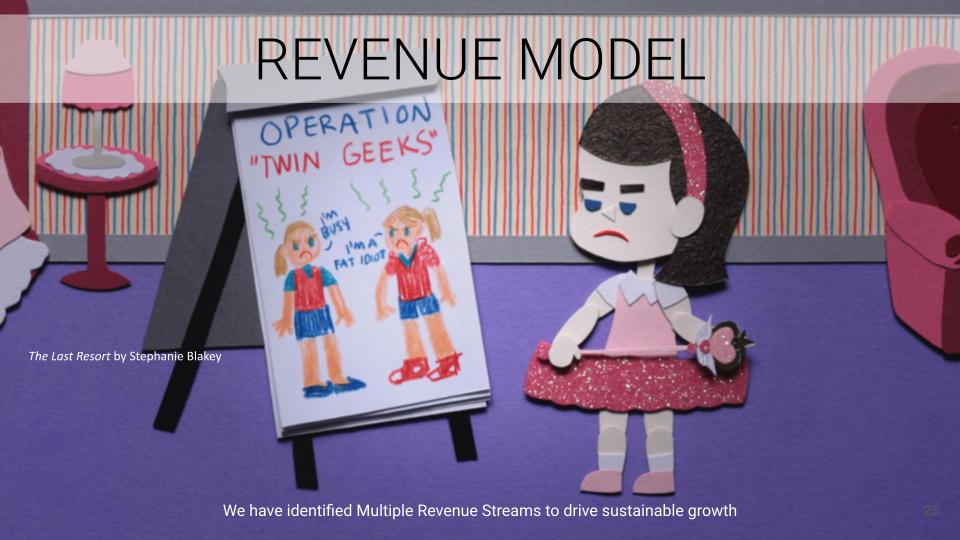 REVENUE MODEL
OPERATION
"TWIN GEEKS"
I'M
BUSY
I'M A
FAT IDIOT
The Last Resort by Stephanie Blakey
We have identified Multiple Revenue Streams to drive sustainable growth
23